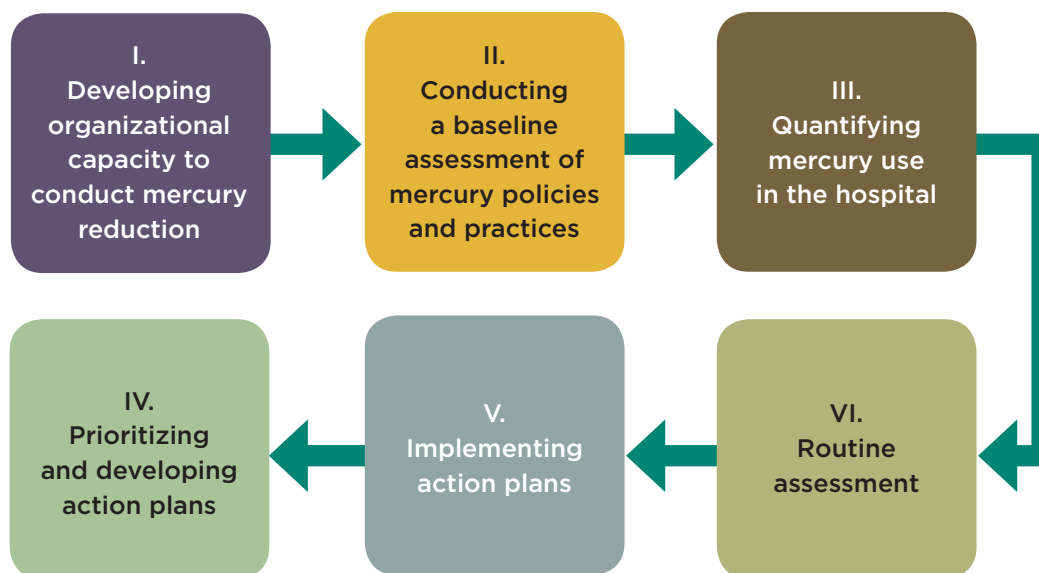 I.
Developing
organizational
capacity to
conduct mercury
reduction
II.
Conducting
a baseline
assessment of
mercury policies
and practices
III.
Quantifying
mercury use
in the hospital
IV.
Prioritizing
and developing
action plans
V.
Implementing
action plans
VI.
Routine
assessment